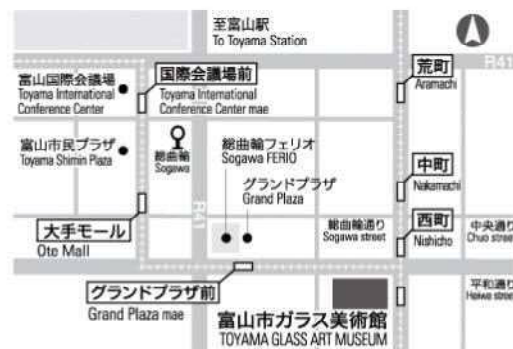 至富山駅
To Toyama Station
富山国際会議場
Toyama International
Conference Center
国際会議場前
Toyama International
Conference Center mae
荒町
Aramachi
R41
富山市民プラザ
Toyama Shimin Plaza
総曲輪
Sogawa
総曲輪フェリオ
Sogawa FERIO
グランドプラザ
Grand Plaza
中町
Nakamachi
R41
大手モール
Ote Mall
総曲輪通り
Sogawa street
西町
Nishicho
中央通り
Chuo street
グランドプラザ前
Grand Plaza mae
平和通り
Heiwa street
富山市ガラス美術館
TOYAMA GLASS ART MUSEUM